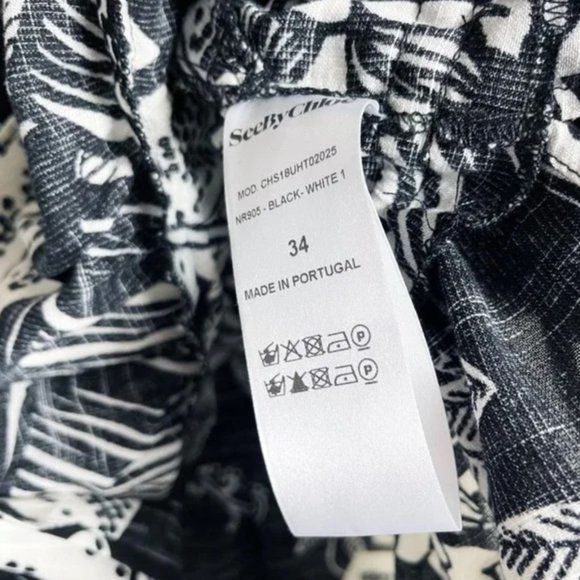 SeeByChloé
MOD. CHS18UHT02025
NR905 - BLACK- WHITE 1
34
MADE IN PORTUGAL
P
P